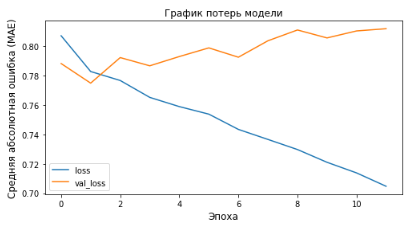 График потерь модели
Средняя абсолютная ошибка (MAE)
0.80
0.78
0.76
0.74
0.72
0.70
loss
val_loss
0 2 4 6 8 10
Эпоха